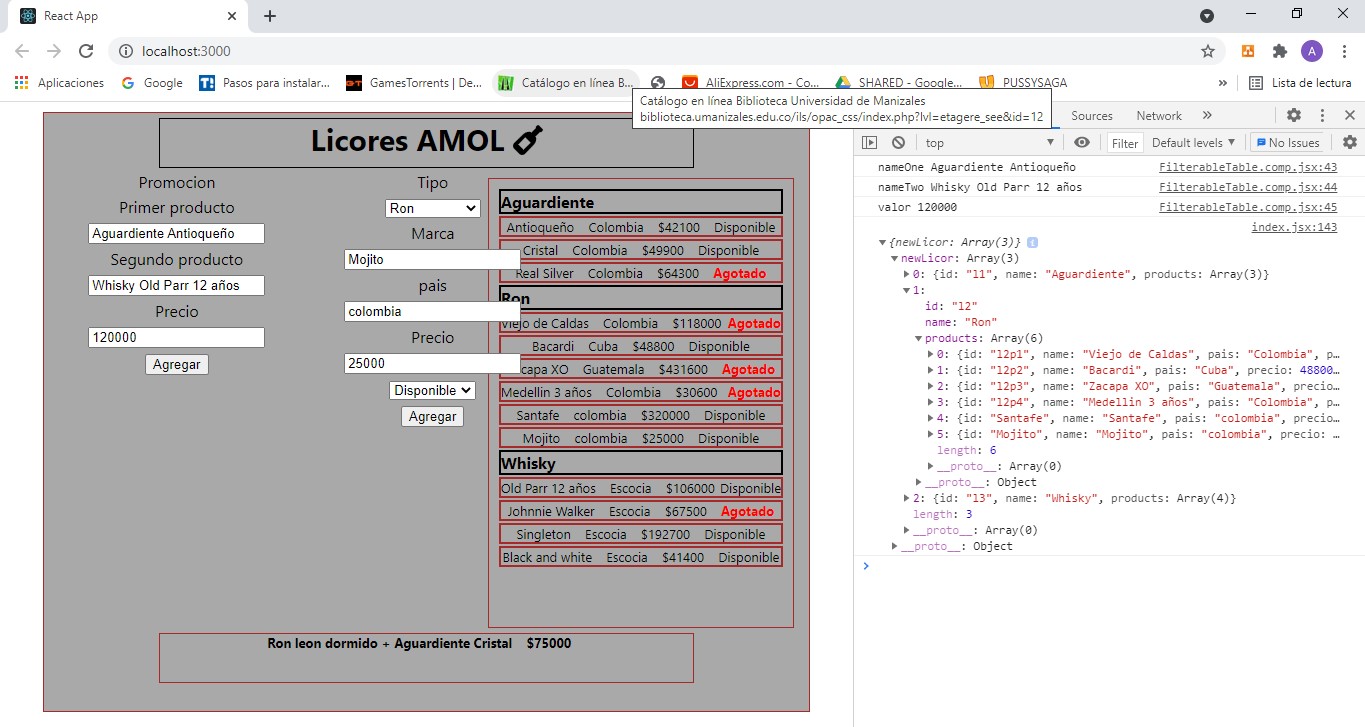 React App
localhost:3000
A
Aplicaciones
Google
Pasos para instalar...
GamesTorrents | De...
Catálogo en línea B...
AliExpress.com - Co...
SHARED - Google...
PUSSYSAGA
»
Lista de lectura
Catálogo en línea Biblioteca Universidad de Manizales
biblioteca.umanizales.edu.co/ils/opac_css/index.php?lvl=etagere_see&id=12
Licores AMOL
Promocion
Primer producto
Aguardiente Antioqueño
Segundo producto
Whisky Old Parr 12 años
Precio
120000
Agregar
Tipo
Ron
Marca
Mojito
pais
colombia
Precio
25000
Disponible
Agregar
Aguardiente
Antioqueño Colombia $42100 Disponible
Cristal Colombia $49900 Disponible
Real Silver Colombia $64300 Agotado
Ron
Viejo de Caldas Colombia $118000 Agotado
Bacardi Cuba $48800 Disponible
acapa XO Guatemala $431600 Agotado
Medellin 3 años Colombia $30600 Agotado
Santafe colombia $320000 Disponible
Mojito colombia $25000 Disponible
Whisky
Old Parr 12 años Escocia $106000 Disponible
Johnnie Walker Escocia $67500 Agotado
Singleton Escocia $192700 Disponible
Black and white Escocia $41400 Disponible
Ron leon dormido + Aguardiente Cristal $75000
Sources Network »
top Filter Default levels No Issues
nameOne Aguardiente Antioqueño FilterableTable.comp.jsx:43
nameTwo Whisky Old Parr 12 años FilterableTable.comp.jsx:44
valor 120000 FilterableTable.comp.jsx:45
index.jsx:143
{newLicor: Array(3)} i
newLicor: Array(3)
0: {id: "l1", name: "Aguardiente", products: Array(3)}
1:
id: "l2"
name: "Ron"
products: Array(6)
0: {id: "l2p1", name: "Viejo de Caldas", pais: "Colombia", p…
1: {id: "l2p2", name: "Bacardi", pais: "Cuba", precio: 48800…
2: {id: "l2p3", name: "Zacapa XO", pais: "Guatemala", precio…
3: {id: "l2p4", name: "Medellin 3 años", pais: "Colombia", p…
4: {id: "Santafe", name: "Santafe", pais: "colombia", precio…
5: {id: "Mojito", name: "Mojito", pais: "colombia", precio: …
length: 6
__proto__: Array(0)
__proto__: Object
2: {id: "l3", name: "Whisky", products: Array(4)}
length: 3
__proto__: Array(0)
__proto__: Object